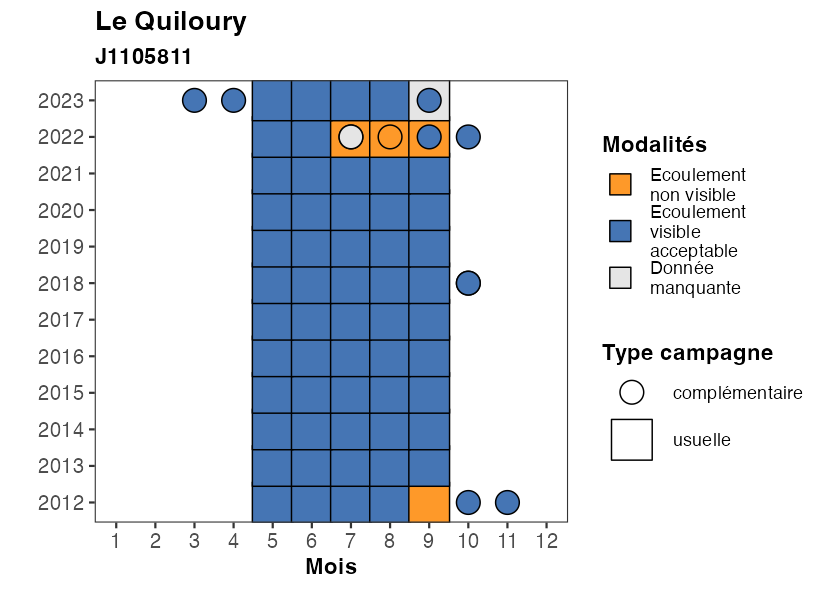 Le Quiloury
J1105811
2023
2022
2021
2020
2019
2018
2017
2016
2015
2014
2013
2012
1 2 3 4 5 6 7 8 9 10 11 12
Mois
Modalités
Ecoulement
non visible
Ecoulement
visible
acceptable
Donnée
manquante
Type campagne
complémentaire
usuelle